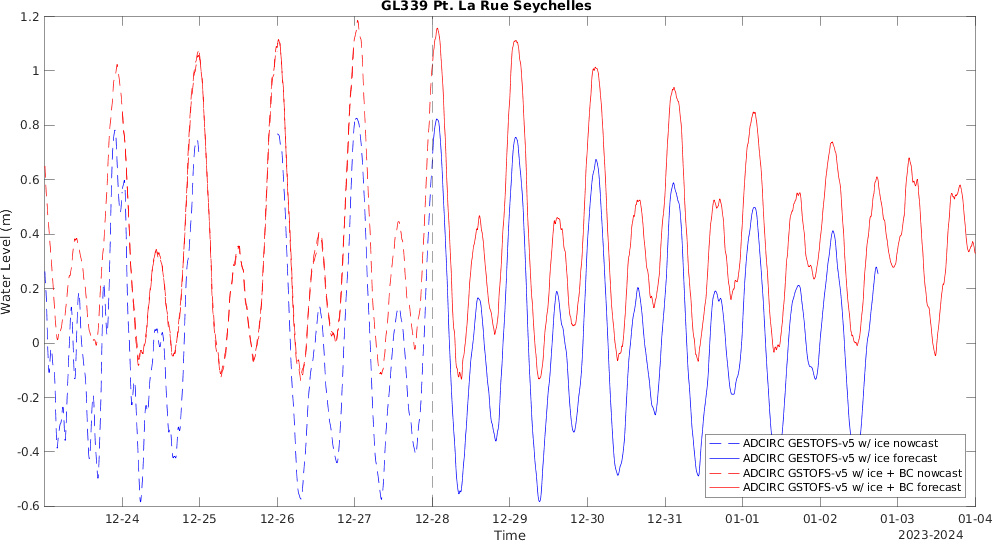 GL339 Pt. La Rue Seychelles
Water Level (m)
1.2
1
0.8
0.6
0.4
0.2
0
-0.2
-0.4
-0.6
ADCIRC GESTOFS-v5 w/ ice nowcast
ADCIRC GESTOFS-v5 w/ ice forecast
ADCIRC GSTOFS-v5 w/ ice + BC nowcast
ADCIRC GSTOFS-v5 w/ ice + BC forecast
12-24 12-25 12-26 12-27 12-28 12-29 12-30 12-31 01-01 01-02 01-03 01-04
Time
2023-2024